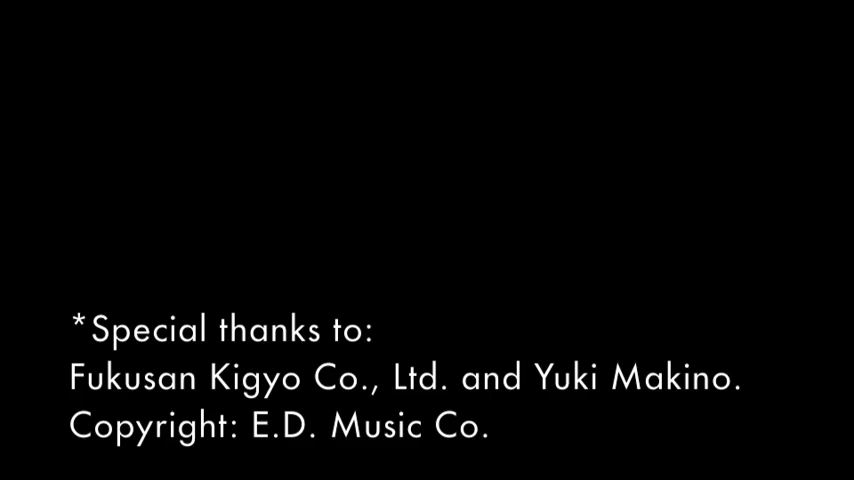 *Special thanks to:
Fukusan Kigyo Co., Ltd. and Yuki Makino.
Copyright: E.D. Music Co.